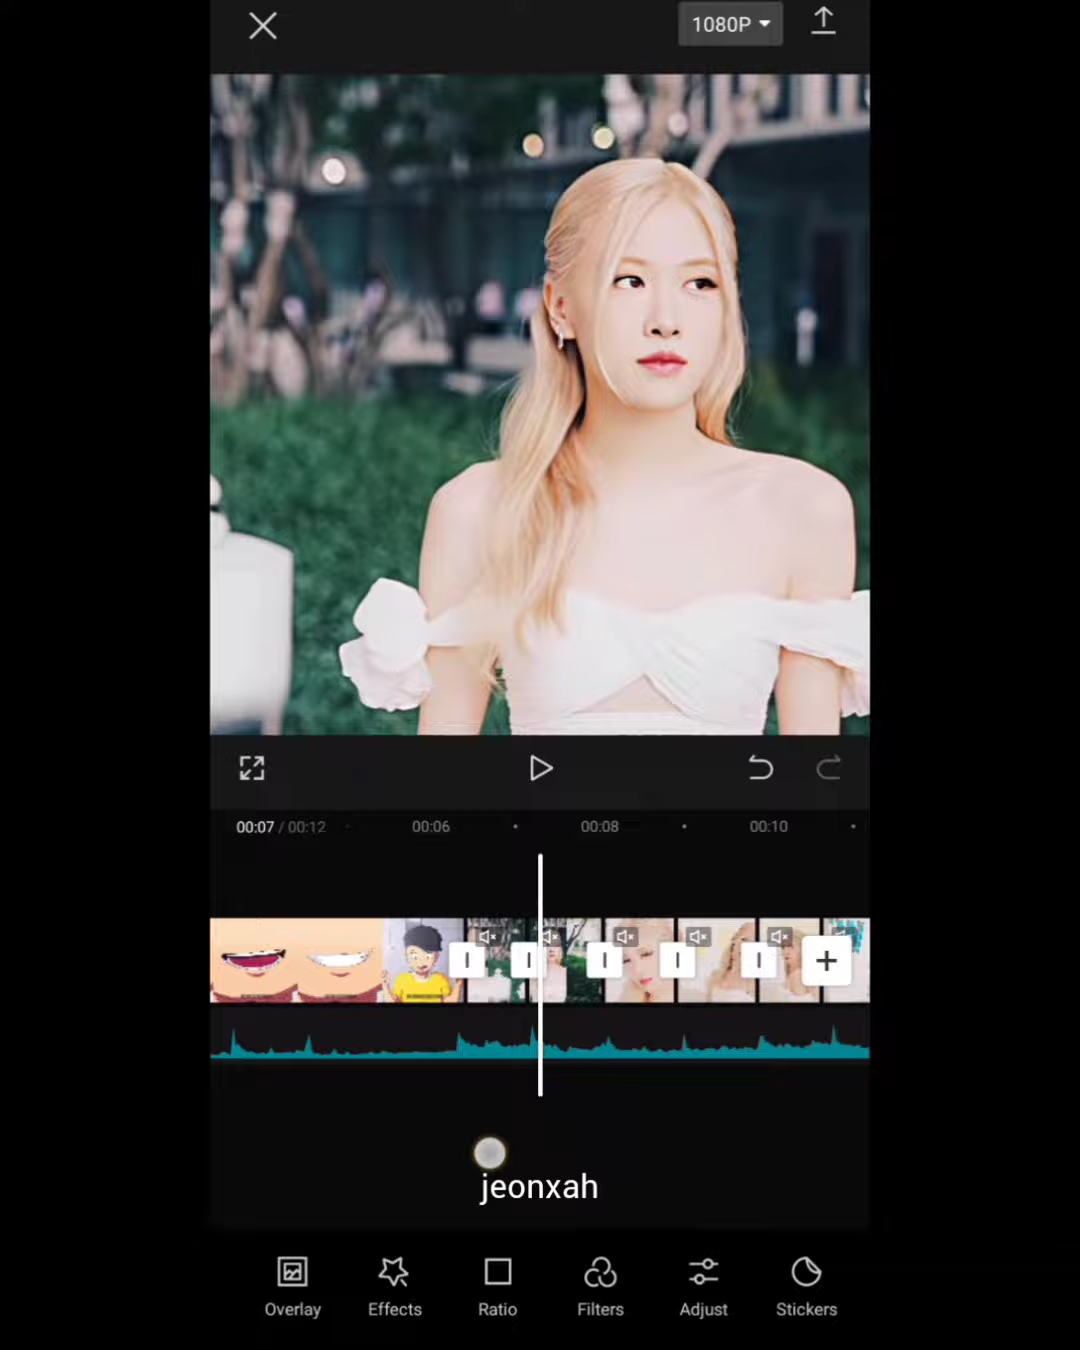 1080P
00:07 / 00:12
00:06
00:08
00:10
jeonxah
Overlay
Effects
Ratio
Filters
Adjust
Stickers